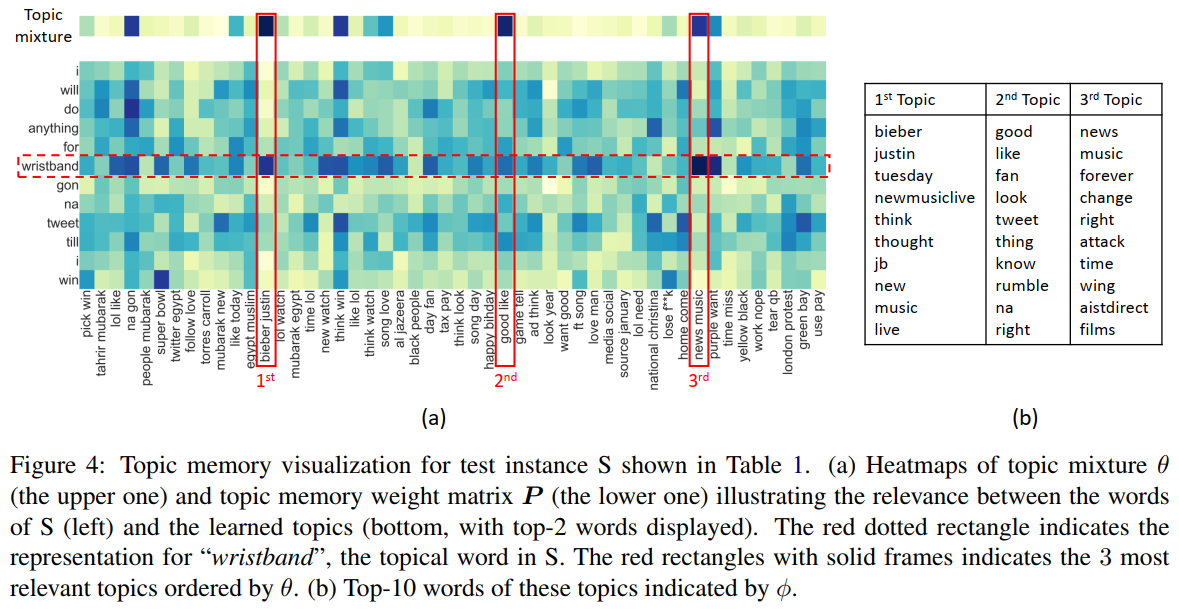 Topic
mixture
i
will
do
anything
for
wristband
gon
na
tweet
till
i
win
pick win
tahrir mubarak
lol like
na gon
people mubarak
super bowl
twitter egypt
follow love
torres carroll
mubarak new
like today
egypt muslim
bieber justin
lol watch
mubarak egypt
time lol
new watch
think win
like lol
think watch
song love
al jazeera
black people
day fan
tax pay
think look
song day
happy bihday
good like
game tell
ad think
look year
want good
ft song
love man
media social
source january
lol need
national christina
lose f**k
home come
news music
purple want
time miss
yellow black
work nope
tear qb
london protest
green bay
use pay
1st
2nd
3rd
(a)
1st Topic 2nd Topic 3rd Topic
bieber good news
justin like music
tuesday fan forever
newmusiclive look change
think tweet right
thought thing attack
jb know time
new rumble wing
music na aistdirect
live right films
(b)
Figure 4: Topic memory visualization for test instance S shown in Table 1. (a) Heatmaps of topic mixture θ
(the upper one) and topic memory weight matrix P (the lower one) illustrating the relevance between the words
of S (left) and the learned topics (bottom, with top-2 words displayed). The red dotted rectangle indicates the
representation for “wristband”, the topical word in S. The red rectangles with solid frames indicates the 3 most
relevant topics ordered by θ. (b) Top-10 words of these topics indicated by ϕ.